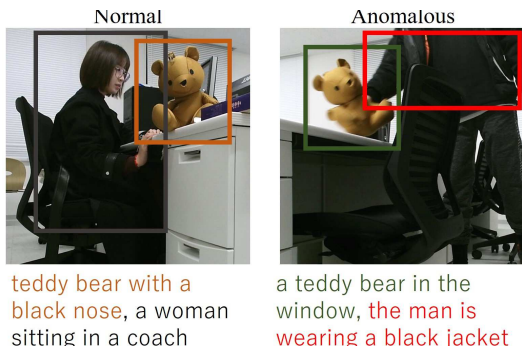 Normal
teddy bear with a
black nose, a woman
sitting in a coach
Anomalous
a teddy bear in the
window, the man is
wearing a black jacket